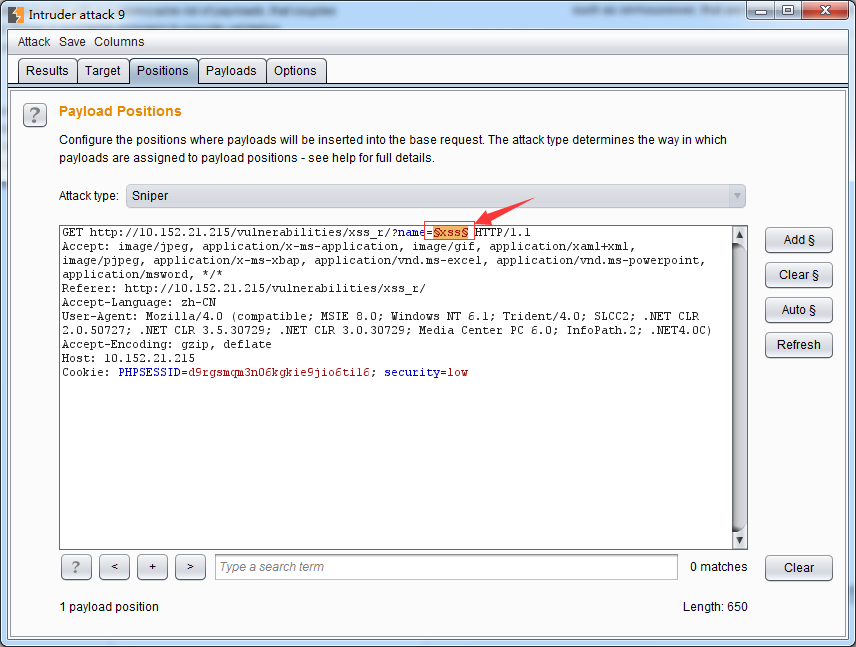 Intruder attack 9
Attack Save Columns
Results Target Positions Payloads Options
? Payload Positions
Configure the positions where payloads will be inserted into the base request. The attack type determines the way in which
payloads are assigned to payload positions - see help for full details.
Attack type: Sniper
GET http://10.152.21.215/vulnerabilities/xss_r/?name=§xss§ HTTP/1.1
Accept: image/jpeg, application/x-ms-application, image/gif, application/xaml+xml,
image/pjpeg, application/x-ms-xbap, application/vnd.ms-excel, application/vnd.ms-powerpoint,
application/msword, */*
Referer: http://10.152.21.215/vulnerabilities/xss_r/
Accept-Language: zh-CN
User-Agent: Mozilla/4.0 (compatible; MSIE 8.0; Windows NT 6.1; Trident/4.0; SLCC2; .NET CLR
2.0.50727; .NET CLR 3.5.30729; .NET CLR 3.0.30729; Media Center PC 6.0; InfoPath.2; .NET4.0C)
Accept-Encoding: gzip, deflate
Host: 10.152.21.215
Cookie: PHPSESSID=d9rgsmqm3n06kgkie9jio6til6; security=low
Add §
Clear §
Auto §
Refresh
? < + > Type a search term 0 matches Clear
1 payload position Length: 650